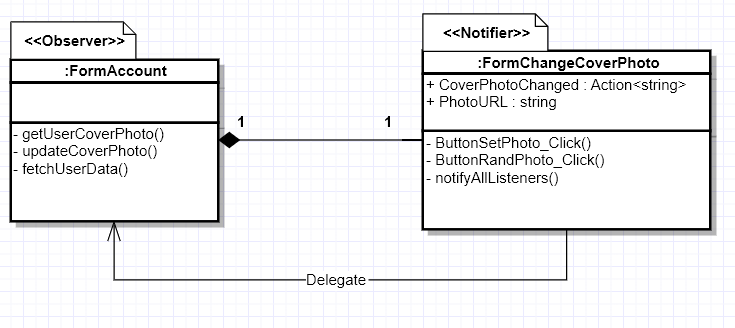 <<Observer>>
:FormAccount
- getUserCoverPhoto()
- updateCoverPhoto()
- fetchUserData()
1
1
<<Notifier>>
:FormChangeCoverPhoto
+ CoverPhotoChanged : Action<string>
+ PhotoURL : string
- ButtonSetPhoto_Click()
- ButtonRandPhoto_Click()
- notifyAllListeners()
Delegate